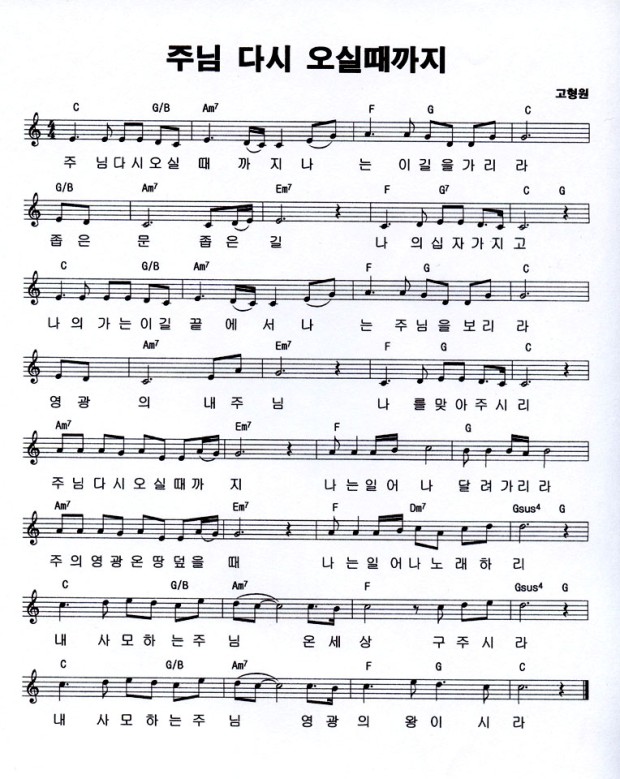 주님 다시 오실때까지
고형원
C G/B Am7 F G C
4/4
주 님다시오실 때 까 지나 는 이길을가리 라
G/B Am7 Em7 F G7 C G
좁은 문 좁은 길 나 의십자가지고
C G/B Am7 F G C
나의 가는이길 끝 에 서 나 는 주님을 보리 라
Am7 Em7 F G C
영 광 의 내 주 님 나 를맞아주시리
Am7 Em7 F G
주님다시오실때까 지 나는일어 나 달 려가리라
Am7 Em7 F Dm7 Gsus4 G
주의영광온땅덮을 때 나는일어나노래하 리
C G/B Am7 F Gsus4 G
내 사모하는주 님 온세상 구주시 라
C G/B Am7 F G C
내 사모하는주 님 영광의 왕이 시 라